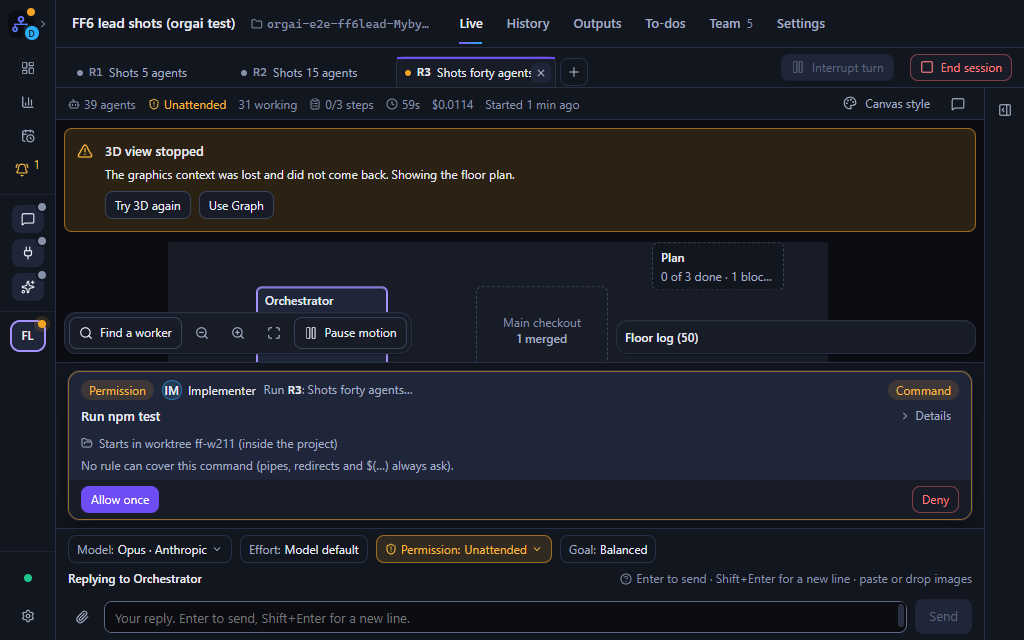 FF6 lead shots (orgai test)
orgai-e2e-ff6lead-Myby…
Live
History
Outputs
To-dos
Team 5
Settings
D
R1 Shots 5 agents
R2 Shots 15 agents
R3 Shots forty agents
Interrupt turn
End session
39 agents
Unattended
31 working
0/3 steps
59s
$0.0114
Started 1 min ago
Canvas style
1
3D view stopped
The graphics context was lost and did not come back. Showing the floor plan.
Try 3D again
Use Graph
Plan
0 of 3 done · 1 bloc…
Orchestrator
Main checkout
1 merged
Find a worker
Pause motion
Floor log (50)
FL
Permission
IM
Implementer
Run R3: Shots forty agents…
Command
Run npm test
Details
Starts in worktree ff-w211 (inside the project)
No rule can cover this command (pipes, redirects and $(...) always ask).
Allow once
Deny
Model: Opus · Anthropic
Effort: Model default
Permission: Unattended
Goal: Balanced
Replying to Orchestrator
Enter to send · Shift+Enter for a new line · paste or drop images
Your reply. Enter to send, Shift+Enter for a new line.
Send